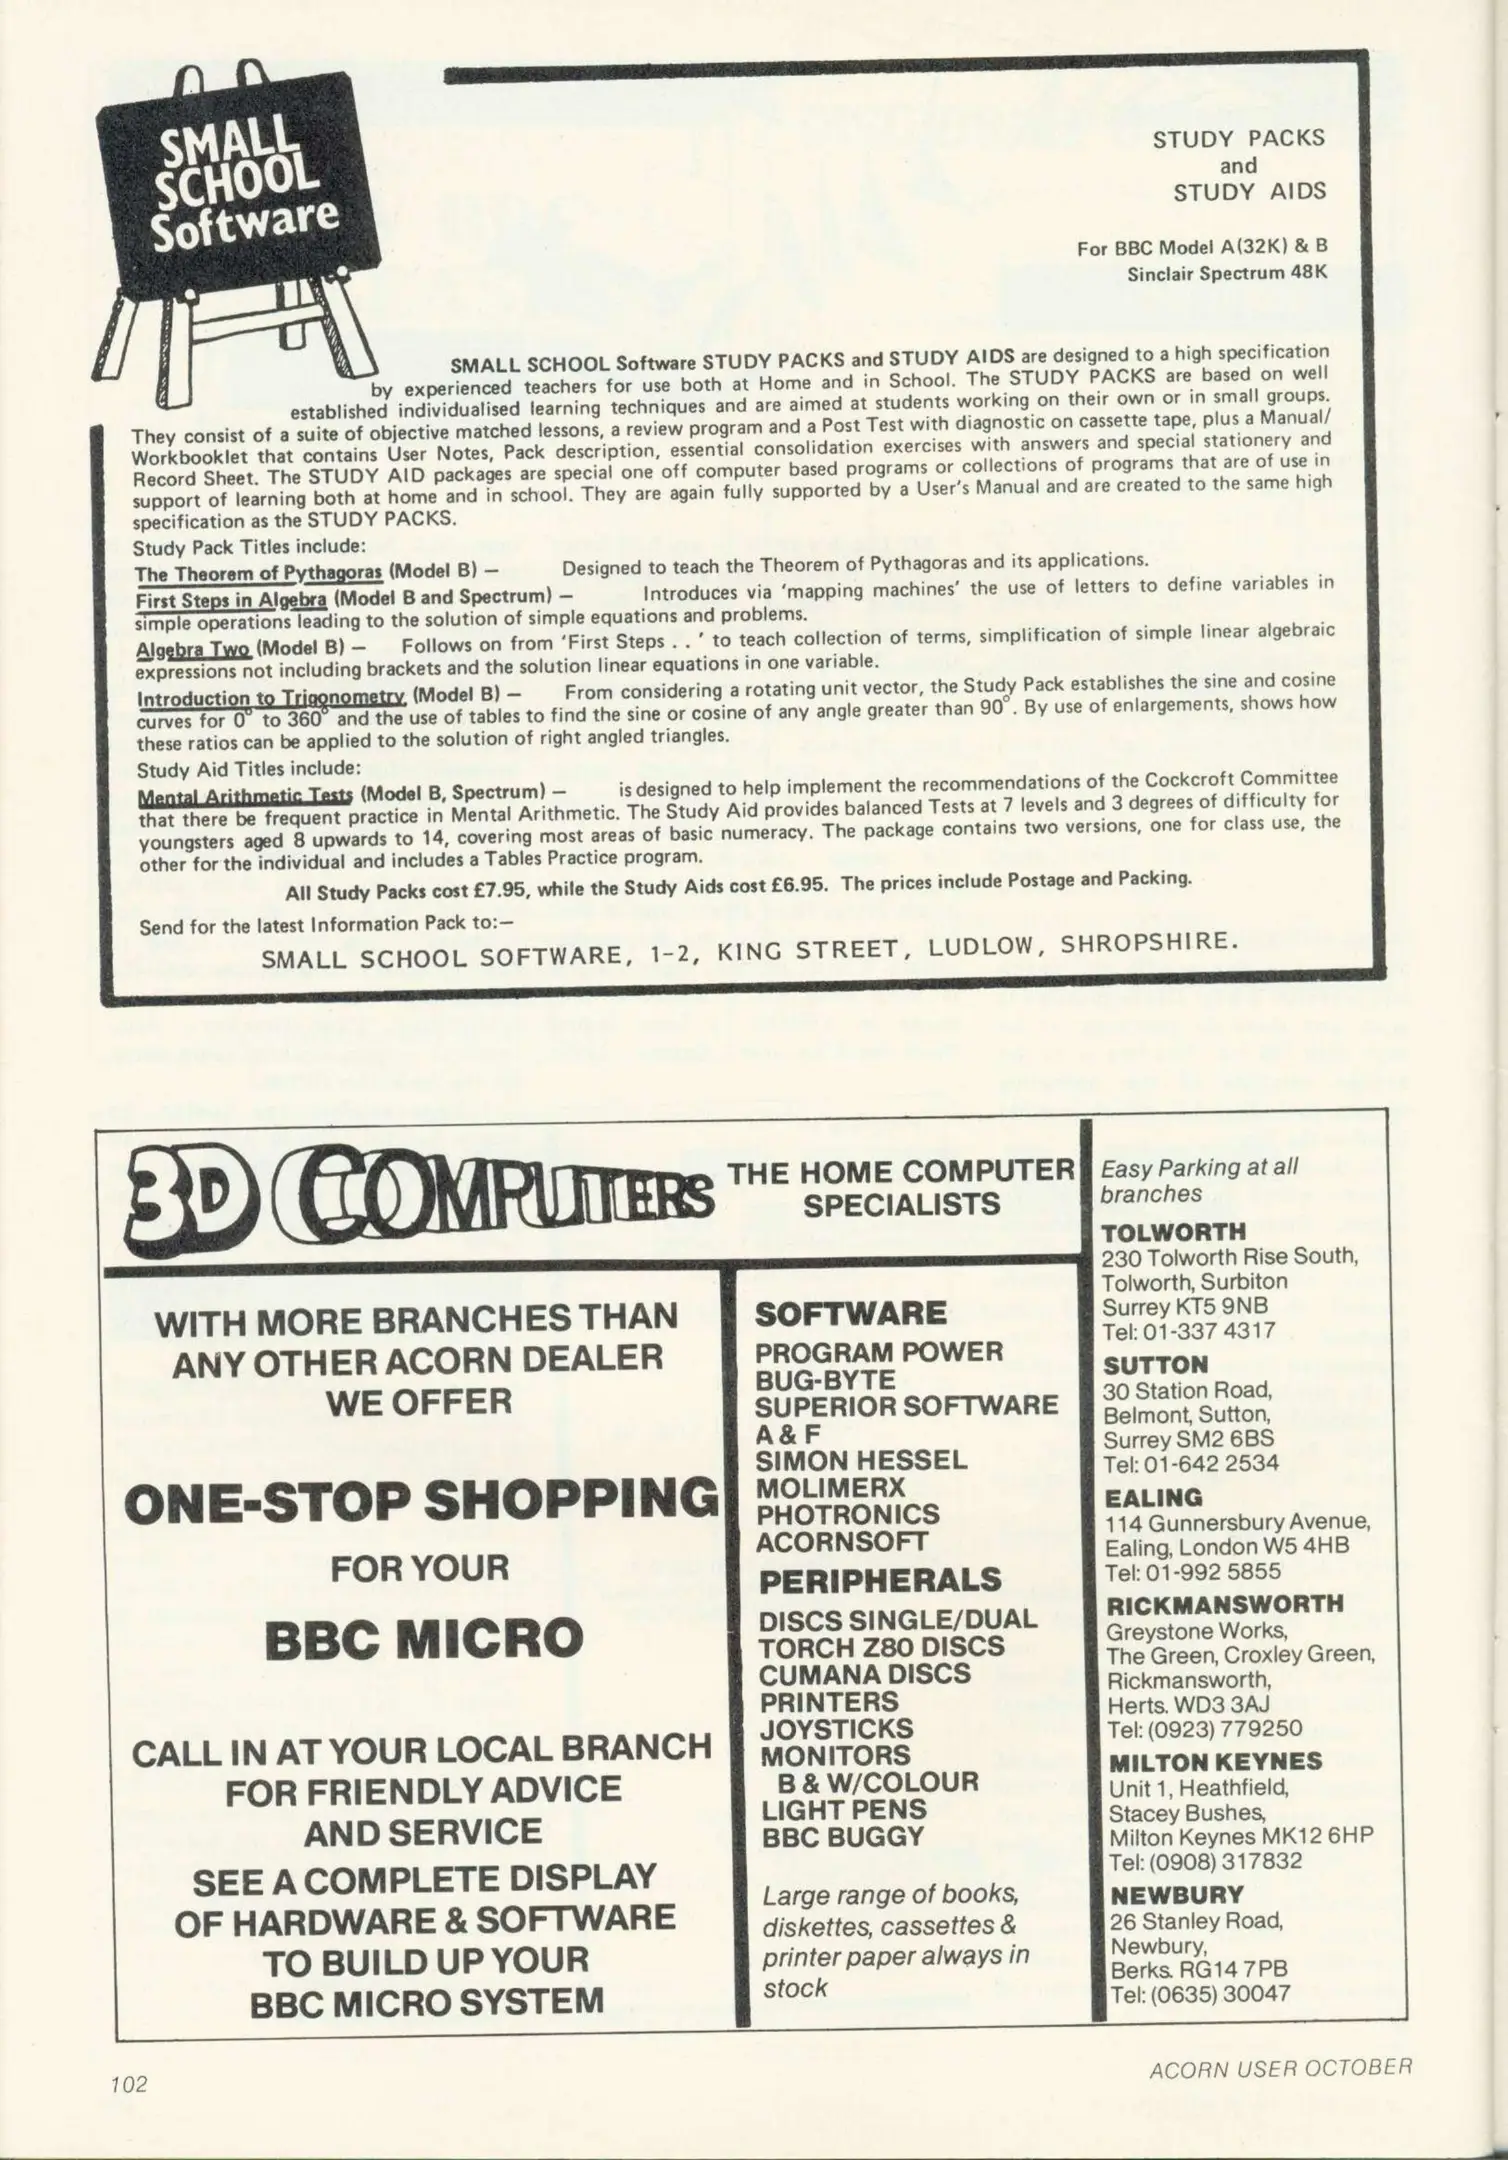 SMALL
SCHOOL
Software
STUDY PACKS
and
STUDY AIDS
For BBC Model A(32K) & B
Sinclair Spectrum 48K
SMALL SCHOOL Software STUDY PACKS and STUDY AIDS are designed to a high specification
by experienced teachers for use both at Home and in School. The STUDY PACKS are based on well
established individualised learning techniques and are aimed at students working on their own or in small groups.
They consist of a suite of objective matched lessons, a review program and a Post Test with diagnostic on cassette tape, plus a Manual/
Workbooklet that contains User Notes, Pack description, essential consolidation exercises with answers and special stationery and
Record Sheet. The STUDY AID packages are special one off computer based programs or collections of programs that are of use in
support of learning both at home and in school. They are again fully supported by a User's Manual and are created to the same high
specification as the STUDY PACKS.
Study Pack Titles include:
The Theorem of Pythagoras (Model B) — Designed to teach the Theorem of Pythagoras and its applications.
First Steps in Algebra (Model B and Spectrum) — Introduces via 'mapping machines' the use of letters to define variables in
simple operations leading to the solution of simple equations and problems.
Algebra Two (Model B) — Follows on from 'First Steps . . ' to teach collection of terms, simplification of simple linear algebraic
expressions not including brackets and the solution linear equations in one variable.
Introduction to Trigonometry (Model B) — From considering a rotating unit vector, the Study Pack establishes the sine and cosine
curves for 0° to 360° and the use of tables to find the sine or cosine of any angle greater than 90°. By use of enlargements, shows how
these ratios can be applied to the solution of right angled triangles.
Study Aid Titles include:
Mental Arithmetic Tests (Model B, Spectrum) — is designed to help implement the recommendations of the Cockcroft Committee
that there be frequent practice in Mental Arithmetic. The Study Aid provides balanced Tests at 7 levels and 3 degrees of difficulty for
youngsters aged 8 upwards to 14, covering most areas of basic numeracy. The package contains two versions, one for class use, the
other for the individual and includes a Tables Practice program.
All Study Packs cost £7.95, while the Study Aids cost £6.95. The prices include Postage and Packing.
Send for the latest Information Pack to:—
SMALL SCHOOL SOFTWARE, 1-2, KING STREET, LUDLOW, SHROPSHIRE.
3D COMPUTERS
THE HOME COMPUTER
SPECIALISTS
WITH MORE BRANCHES THAN
ANY OTHER ACORN DEALER
WE OFFER
ONE-STOP SHOPPING
FOR YOUR
BBC MICRO
CALL IN AT YOUR LOCAL BRANCH
FOR FRIENDLY ADVICE
AND SERVICE
SEE A COMPLETE DISPLAY
OF HARDWARE & SOFTWARE
TO BUILD UP YOUR
BBC MICRO SYSTEM
SOFTWARE
PROGRAM POWER
BUG-BYTE
SUPERIOR SOFTWARE
A & F
SIMON HESSEL
MOLIMERX
PHOTRONICS
ACORNSOFT
PERIPHERALS
DISCS SINGLE/DUAL
TORCH Z80 DISCS
CUMANA DISCS
PRINTERS
JOYSTICKS
MONITORS
B & W/COLOUR
LIGHT PENS
BBC BUGGY
Large range of books,
diskettes, cassettes &
printer paper always in
stock
Easy Parking at all
branches
TOLWORTH
230 Tolworth Rise South,
Tolworth, Surbiton
Surrey KT5 9NB
Tel: 01-337 4317
SUTTON
30 Station Road,
Belmont, Sutton,
Surrey SM2 6BS
Tel: 01-642 2534
EALING
114 Gunnersbury Avenue,
Ealing, London W5 4HB
Tel: 01-992 5855
RICKMANSWORTH
Greystone Works,
The Green, Croxley Green,
Rickmansworth,
Herts. WD3 3AJ
Tel: (0923) 779250
MILTON KEYNES
Unit 1, Heathfield,
Stacey Bushes,
Milton Keynes MK12 6HP
Tel: (0908) 317832
NEWBURY
26 Stanley Road,
Newbury,
Berks. RG14 7PB
Tel: (0635) 30047
102
ACORN USER OCTOBER